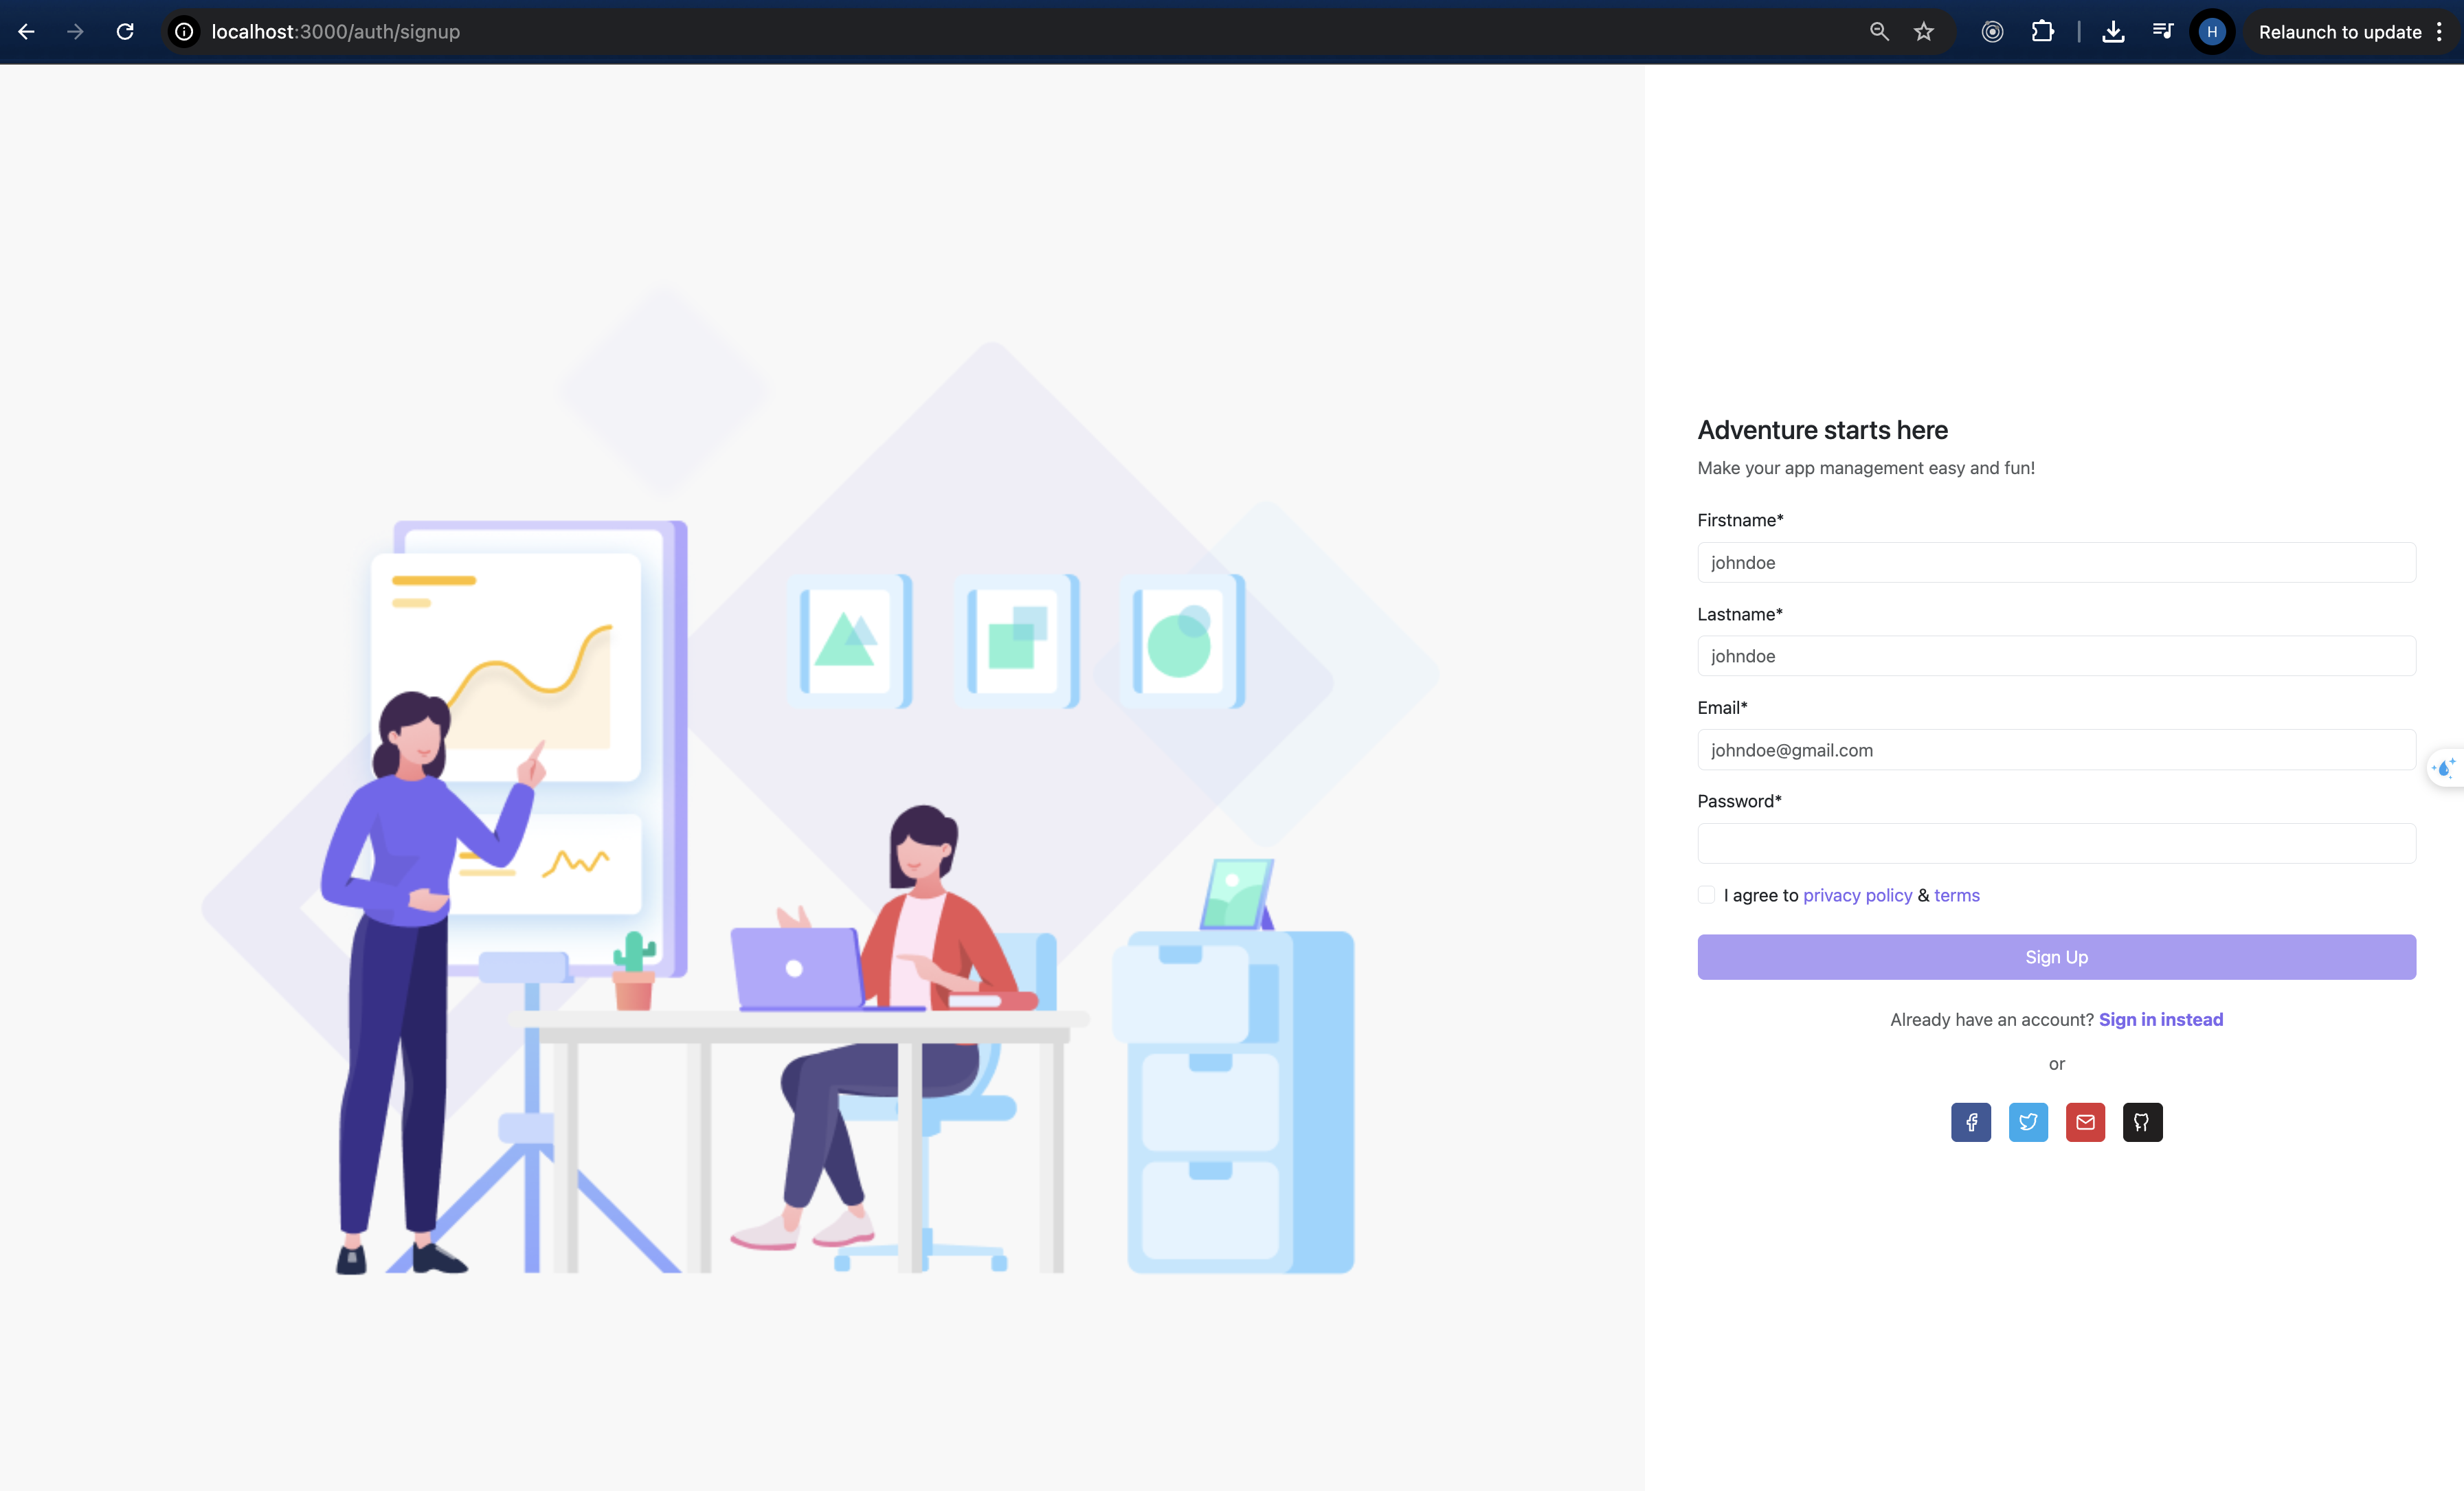 localhost:3000/auth/signup
H
Relaunch to update
Adventure starts here
Make your app management easy and fun!
Firstname*
johndoe
Lastname*
johndoe
Email*
johndoe@gmail.com
Password*
I agree to privacy policy & terms
Sign Up
Already have an account? Sign in instead
or